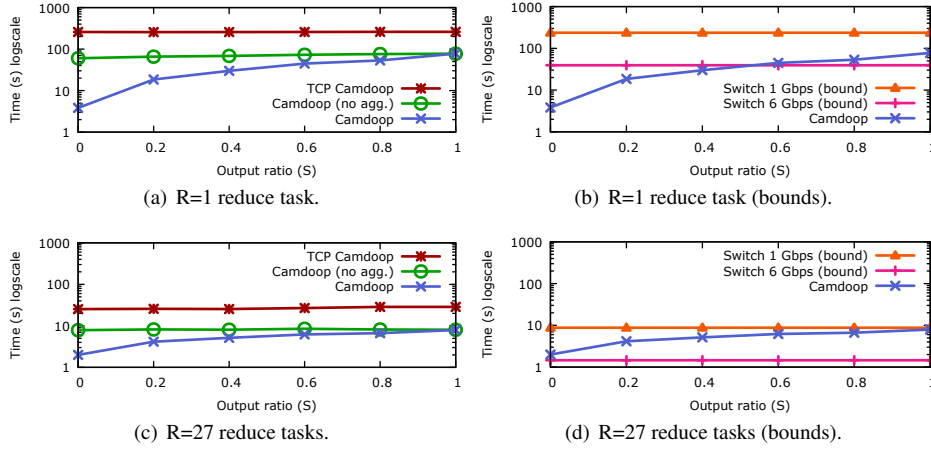 1000
100
10
1
Time (s) logscale
TCP Camdoop
Camdoop (no agg.)
Camdoop
0 0.2 0.4 0.6 0.8 1
Output ratio (S)
(a) R=1 reduce task.
1000
100
10
1
Time (s) logscale
Switch 1 Gbps (bound)
Switch 6 Gbps (bound)
Camdoop
0 0.2 0.4 0.6 0.8 1
Output ratio (S)
(b) R=1 reduce task (bounds).
1000
100
10
1
Time (s) logscale
TCP Camdoop
Camdoop (no agg.)
Camdoop
0 0.2 0.4 0.6 0.8 1
Output ratio (S)
(c) R=27 reduce tasks.
1000
100
10
1
Time (s) logscale
Switch 1 Gbps (bound)
Switch 6 Gbps (bound)
Camdoop
0 0.2 0.4 0.6 0.8 1
Output ratio (S)
(d) R=27 reduce tasks (bounds).